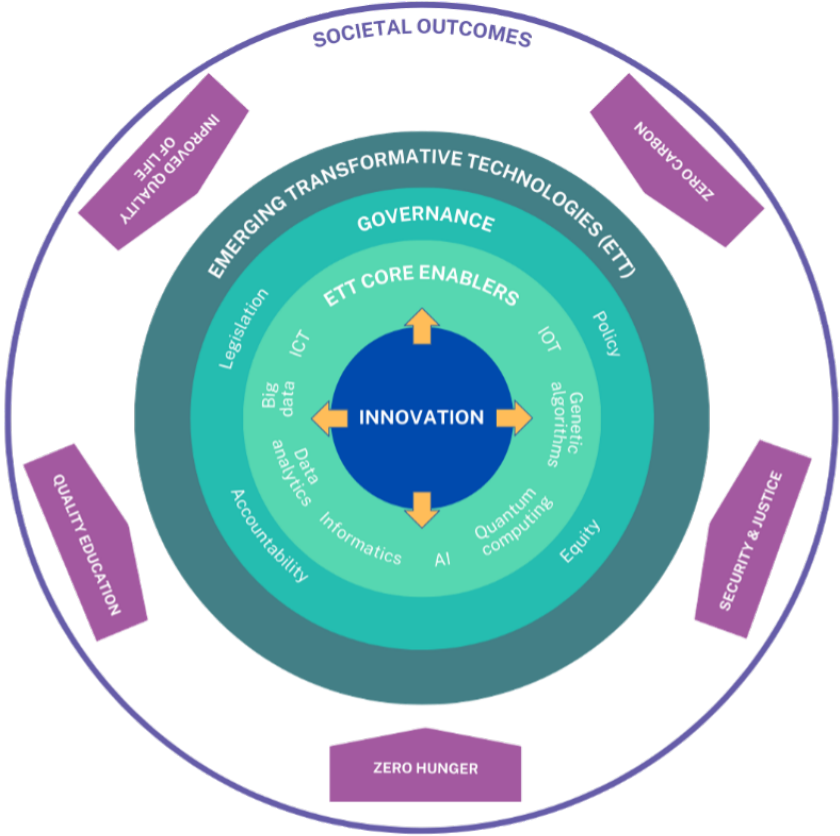 SOCIETAL OUTCOMES
INPROVED QUALITY
OF LIFE
ZERO CARBON
EMERGING TRANSFORMATIVE TECHNOLOGIES (ETT)
GOVERNANCE
ETT CORE ENABLERS
Legislation
Policy
ICT
IOT
Big
data
Genetic
algorithms
INNOVATION
Data
analytics
Informatics
AI
Quantum
computing
Accountability
Equity
QUALITY EDUCATION
SECURITY & JUSTICE
ZERO HUNGER